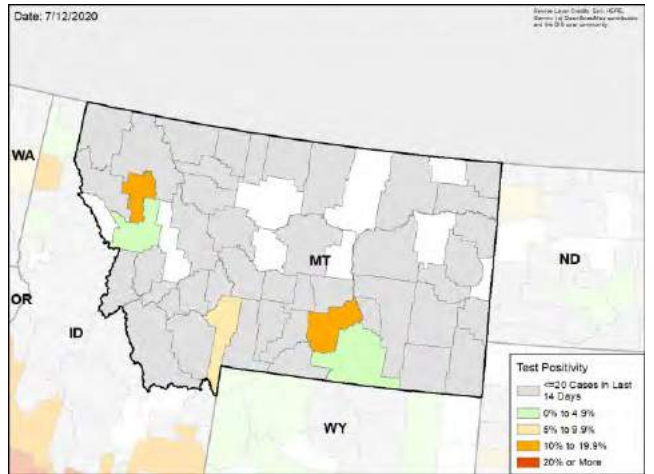 Date: 7/12/2020
WA
MT
ND
OR
ID
WY
Test Positivity
<=20 Cases in Last
14 Days
0% to 4.9%
5% to 9.9%
10% to 19.9%
20% or More